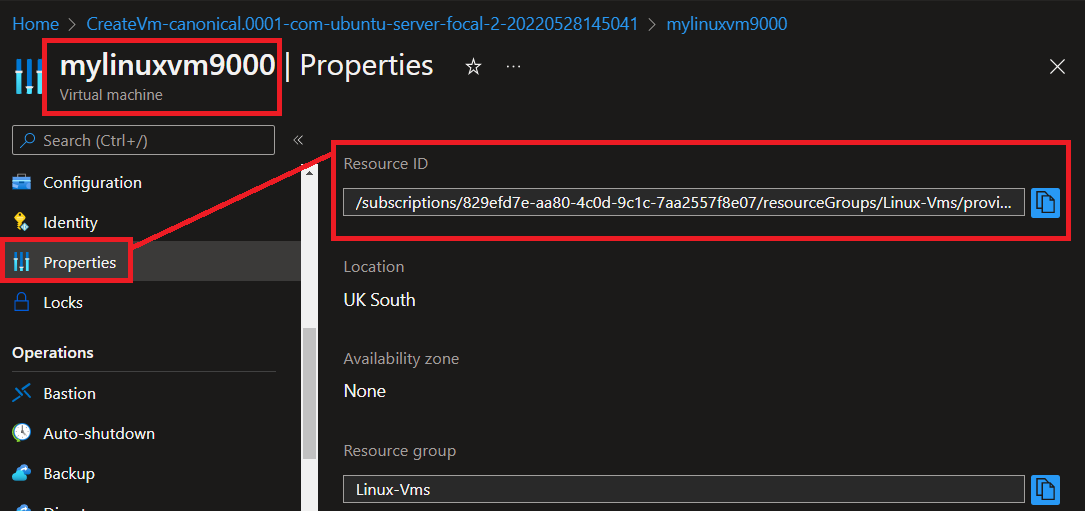 Home > CreateVm-canonical.0001-com-ubuntu-server-focal-2-20220528145041 > mylinuxvm9000
mylinuxvm9000 | Properties ☆ ...
Virtual machine
Search (Ctrl+/) «
Configuration
Identity
Properties
Locks
Operations
Bastion
Auto-shutdown
Backup
Resource ID
/subscriptions/829efd7e-aa80-4c0d-9c1c-7aa2557f8e07/resourceGroups/Linux-Vms/provi...
Location
UK South
Availability zone
None
Resource group
Linux-Vms